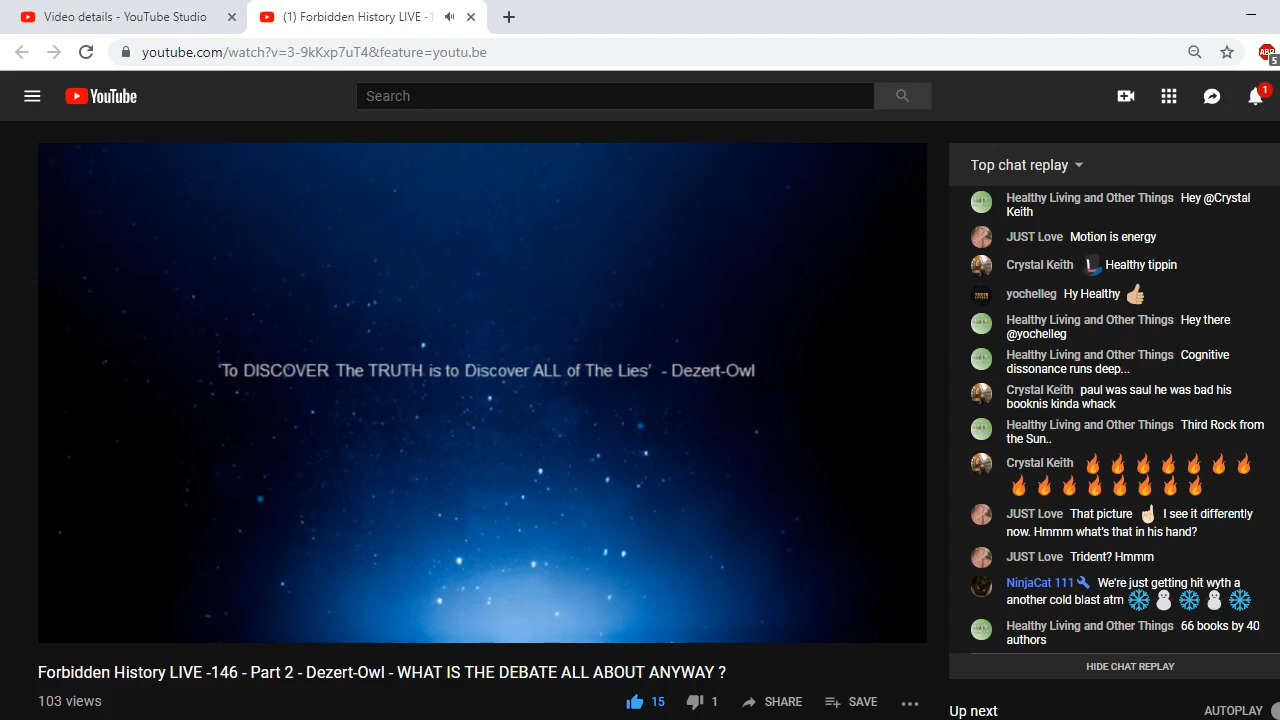 Video details - YouTube Studio
(1) Forbidden History LIVE -1
youtube.com/watch?v=3-9kKxp7uT4&feature=youtu.be
ABP
5
YouTube
Search
1
'To DISCOVER The TRUTH is to Discover ALL of The Lies' - Dezert-Owl
Top chat replay
Healthy Living and Other Things Hey @Crystal
Keith
JUST Love Motion is energy
Crystal Keith Healthy tippin
yochelleg Hy Healthy 👍
Healthy Living and Other Things Hey there
@yochelleg
Healthy Living and Other Things Cognitive
dissonance runs deep...
Crystal Keith paul was saul he was bad his
booknis kinda whack
Healthy Living and Other Things Third Rock from
the Sun..
Crystal Keith 🔥🔥🔥🔥🔥🔥🔥
🔥🔥🔥🔥🔥🔥🔥🔥
JUST Love That picture ☝ I see it differently
now. Hmmm what's that in his hand?
JUST Love Trident? Hmmm
NinjaCat 111 We're just getting hit wyth a
another cold blast atm ❄⛄❄⛄❄
Healthy Living and Other Things 66 books by 40
authors
HIDE CHAT REPLAY
Forbidden History LIVE -146 - Part 2 - Dezert-Owl - WHAT IS THE DEBATE ALL ABOUT ANYWAY ?
103 views
15
1
SHARE
SAVE
Up next
AUTOPLAY